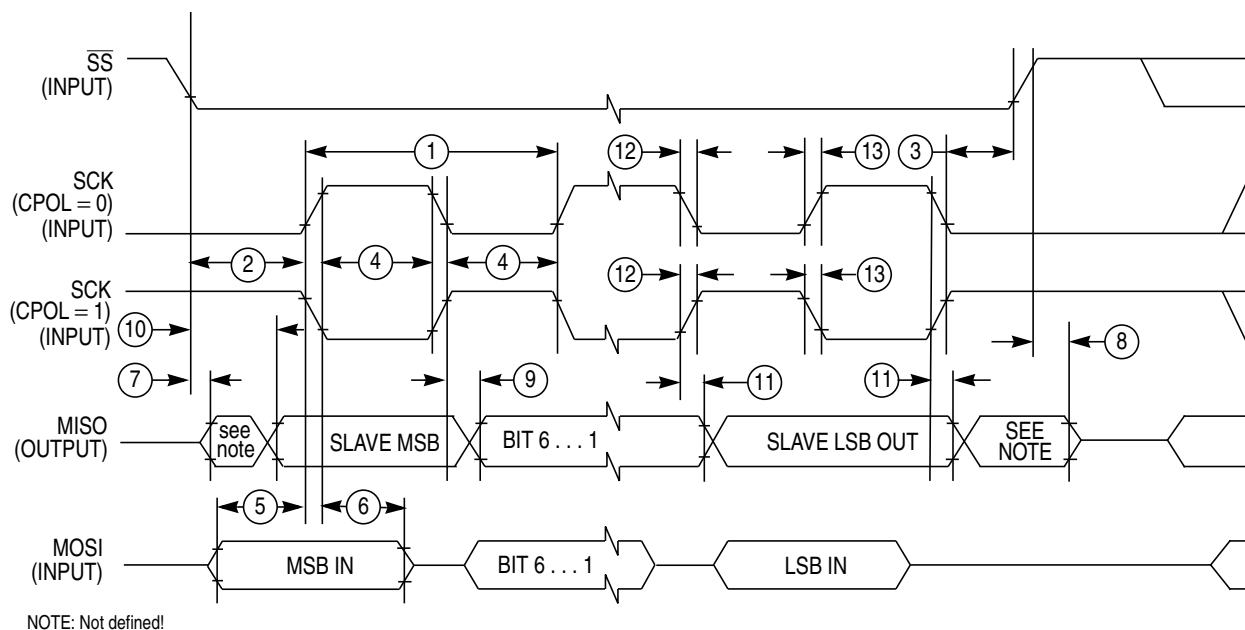 SS
(INPUT)
1
12
13
3
SCK
(CPOL = 0)
(INPUT)
2
4
4
12
13
SCK
(CPOL = 1)
(INPUT)
10
8
7
9
11
11
MISO
(OUTPUT)
see
note
SLAVE MSB
BIT 6 . . . 1
SLAVE LSB OUT
SEE
NOTE
5
6
MOSI
(INPUT)
MSB IN
BIT 6 . . . 1
LSB IN
NOTE: Not defined!